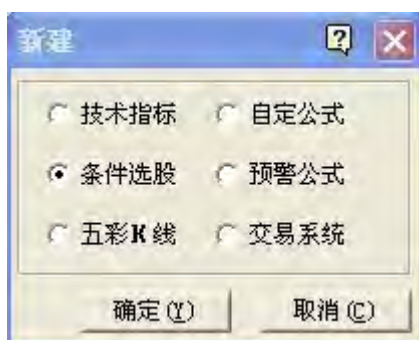 新建
技术指标 自定公式
条件选股 预警公式
五彩K线 交易系统
确定(Y) 取消(C)